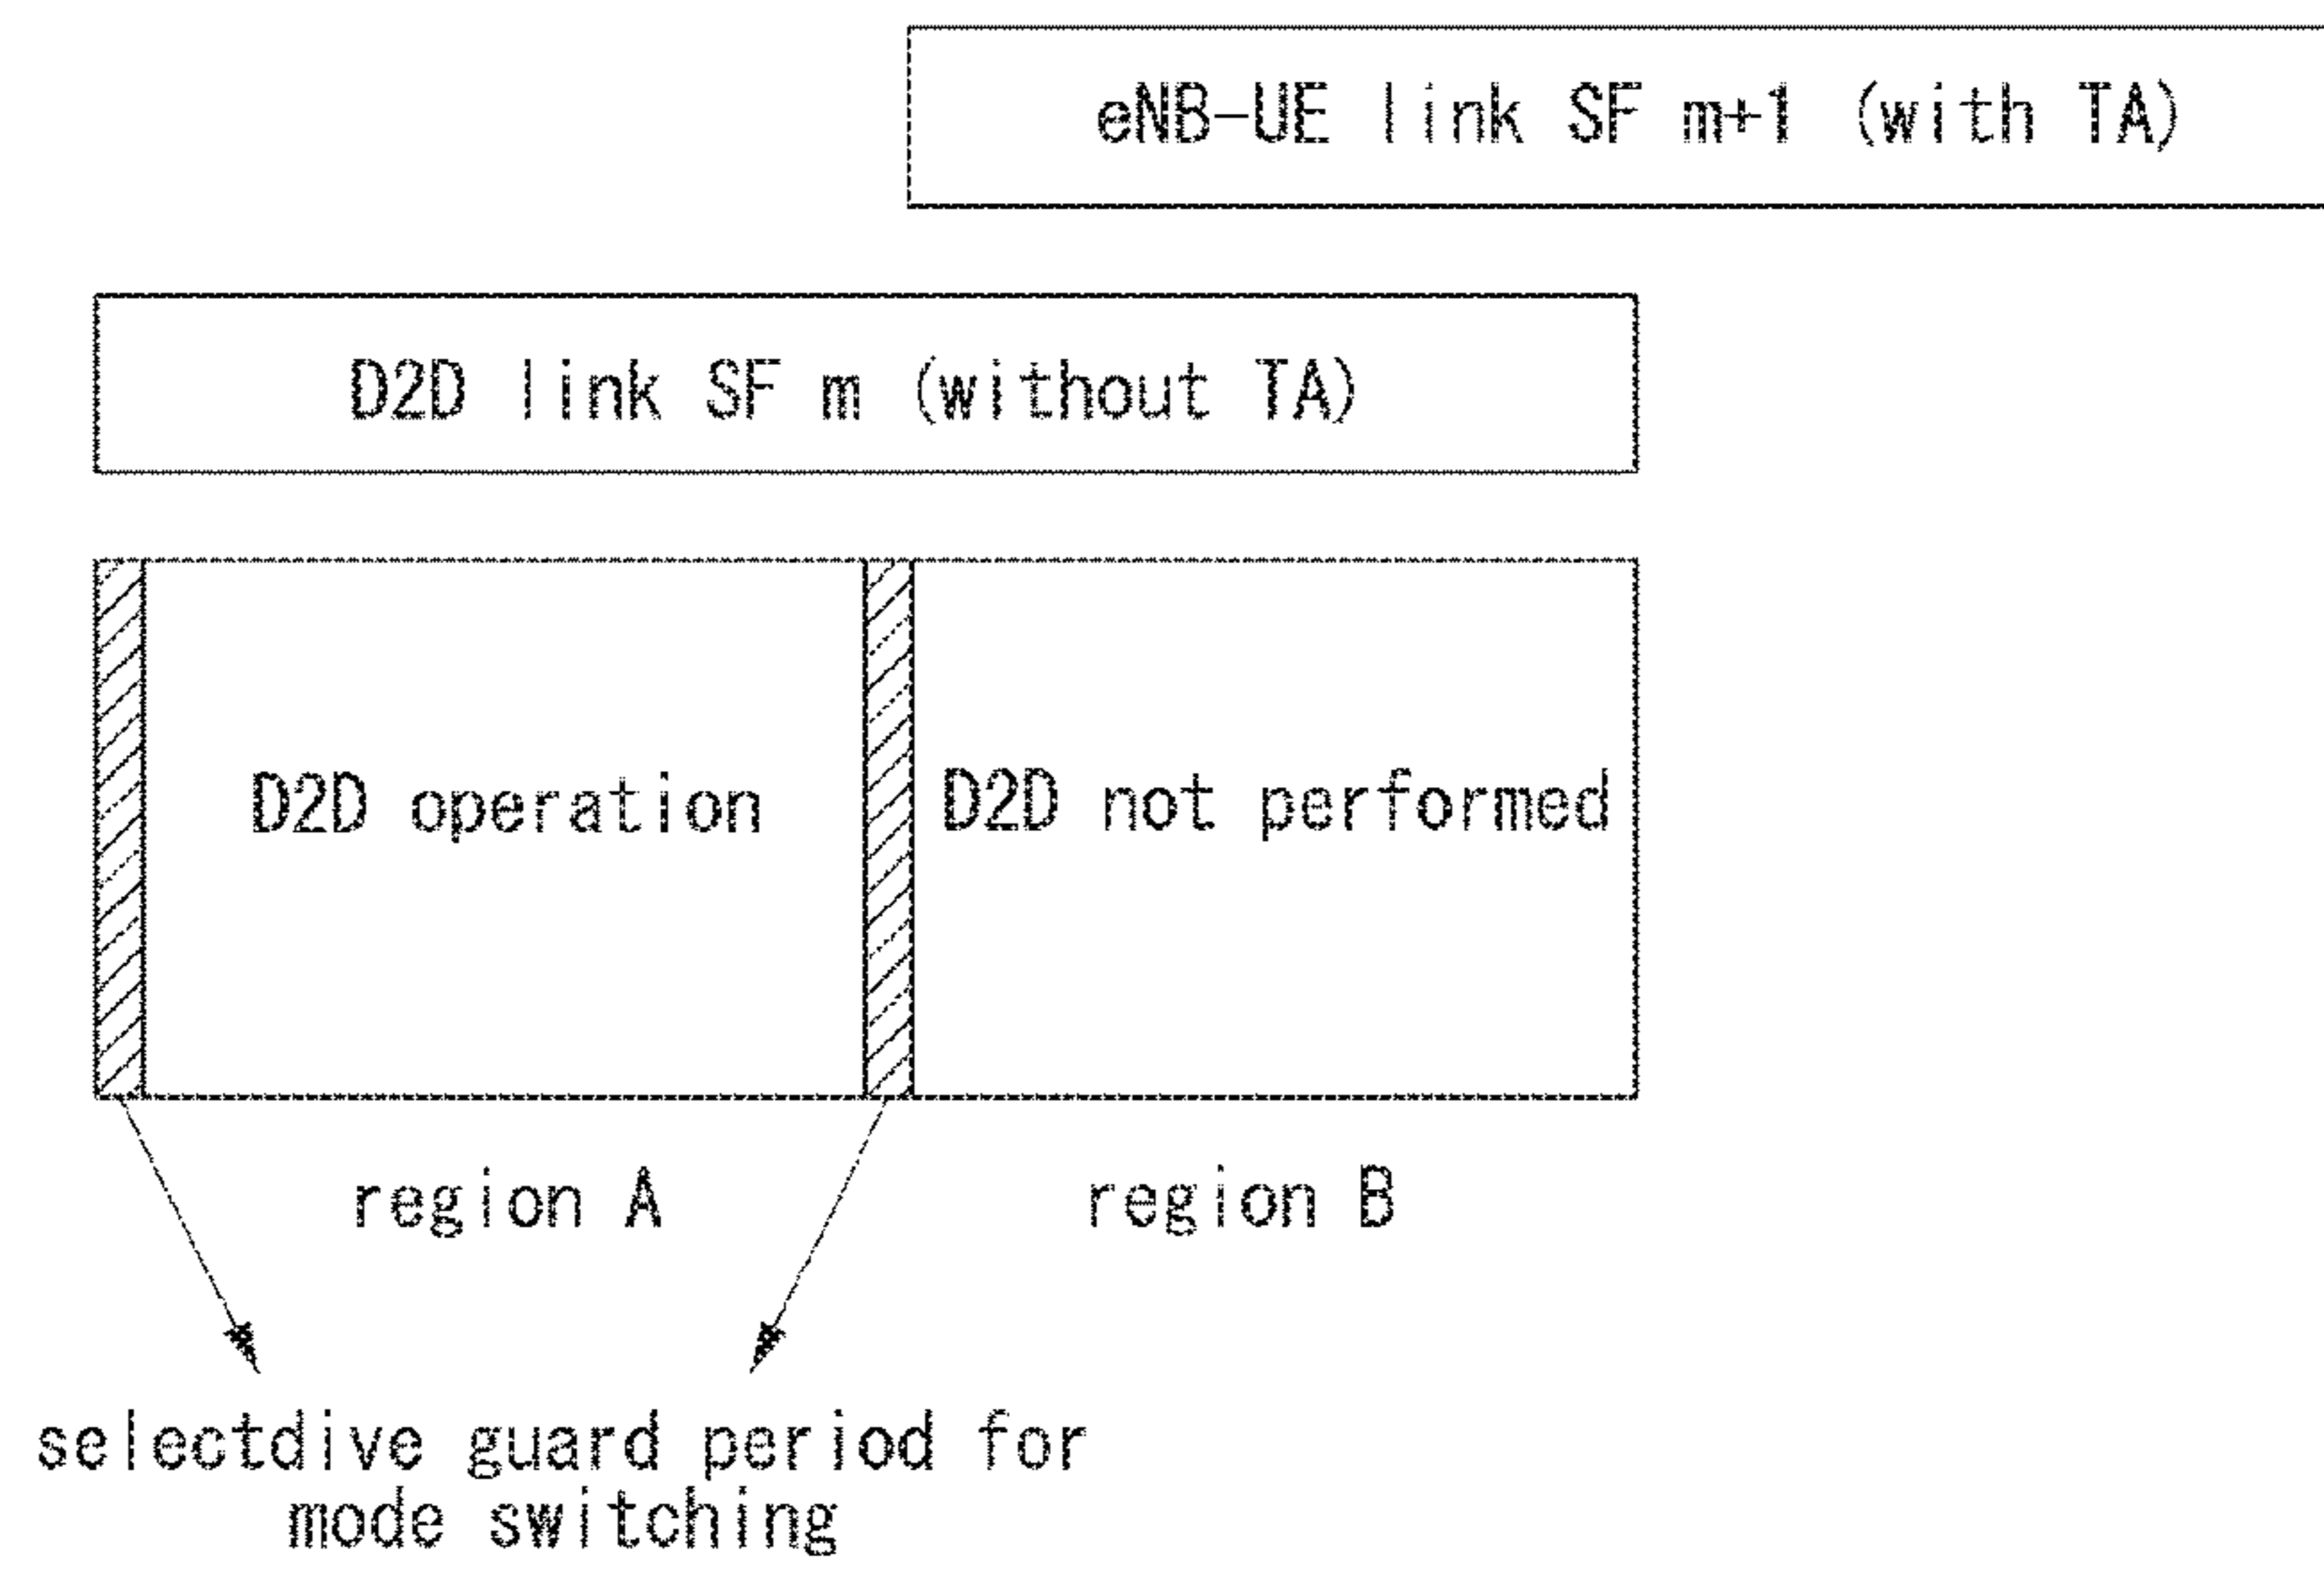 eNB-UE link SF m+1 (with TA)
D2D link SF m (without TA)
D2D operation
D2D not performed
region A
region B
selectdive guard period for
mode switching